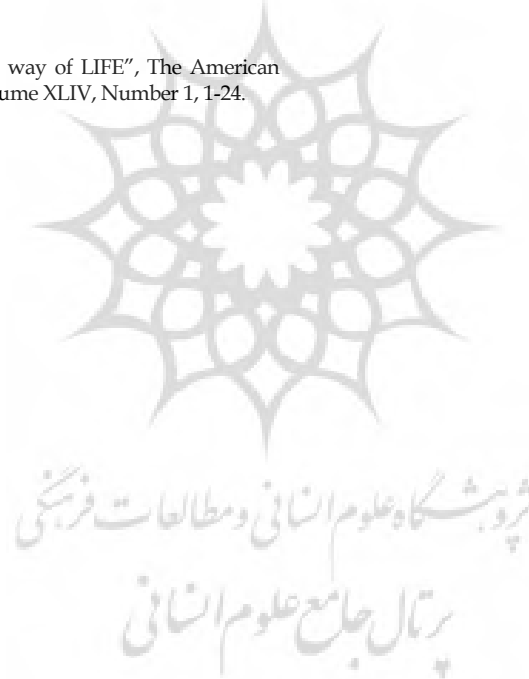 way of LIFE”, The American
ume XLIV, Number 1, 1-24.
پژوهشگاه علوم انسانی و مطالعات فرهنگی
پرتال جامع علوم انسانی